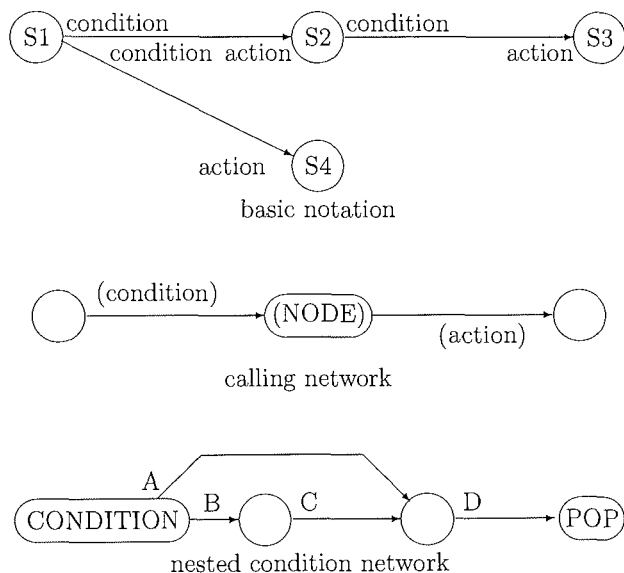 condition
S1 S2 condition S3
condition action action
action S4
basic notation
(condition)
(NODE)
(action)
calling network
A
CONDITION B C D POP
nested condition network